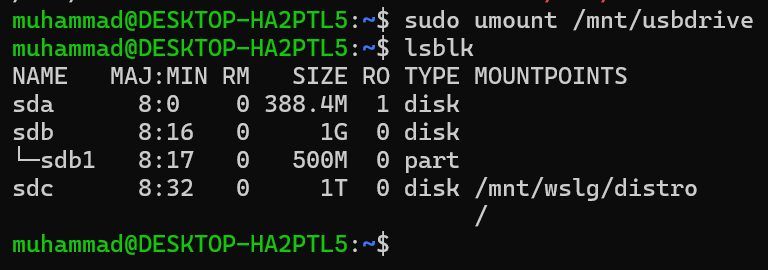 muhammad@DESKTOP-HA2PTL5:~$ sudo umount /mnt/usbdrive
muhammad@DESKTOP-HA2PTL5:~$ lsblk
NAME   MAJ:MIN RM   SIZE RO TYPE MOUNTPOINTS
sda      8:0    0 388.4M  1 disk
sdb      8:16   0     1G  0 disk
└─sdb1   8:17   0   500M  0 part
sdc      8:32   0     1T  0 disk /mnt/wslg/distro
                                 /
muhammad@DESKTOP-HA2PTL5:~$